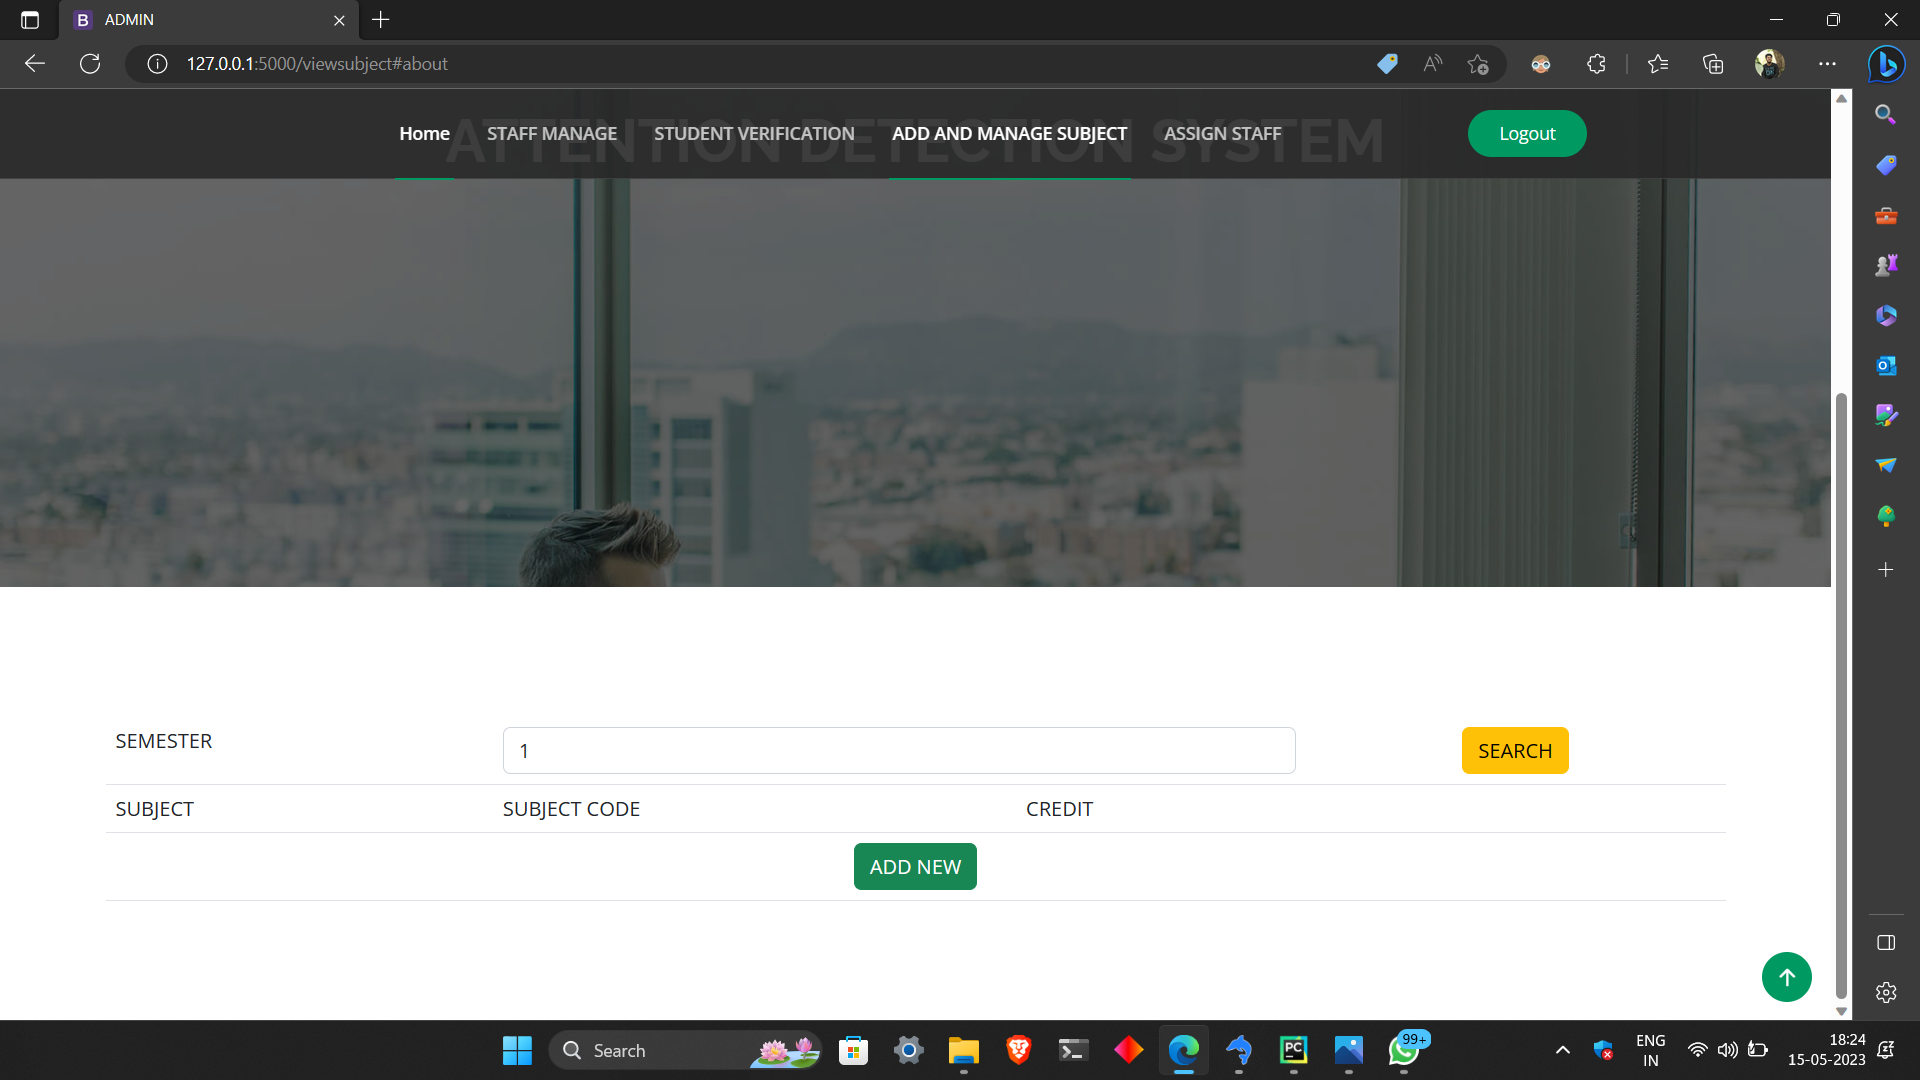 ADMIN
127.0.0.1:5000/viewsubject#about
Home STAFF MANAGE STUDENT VERIFICATION ADD AND MANAGE SUBJECT ASSIGN STAFF Logout
ATTENTION DETECTION SYSTEM
SEMESTER 1 SEARCH
SUBJECT SUBJECT CODE CREDIT
ADD NEW
Search
99+
ENG
IN
18:24
15-05-2023